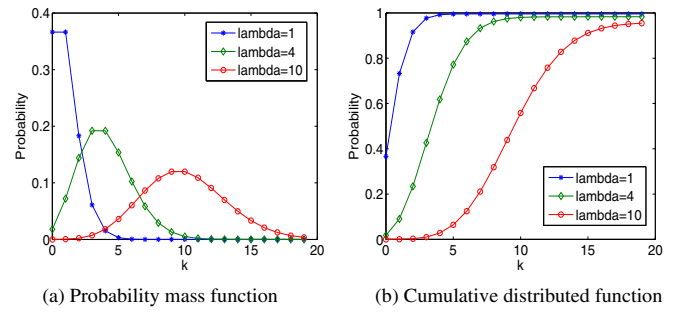 0.4
0.3
0.2
0.1
0
0
5
10
15
20
Probability
k
lambda=1
lambda=4
lambda=10
(a) Probability mass function
1
0.8
0.6
0.4
0.2
0
0
5
10
15
20
Probability
k
lambda=1
lambda=4
lambda=10
(b) Cumulative distributed function